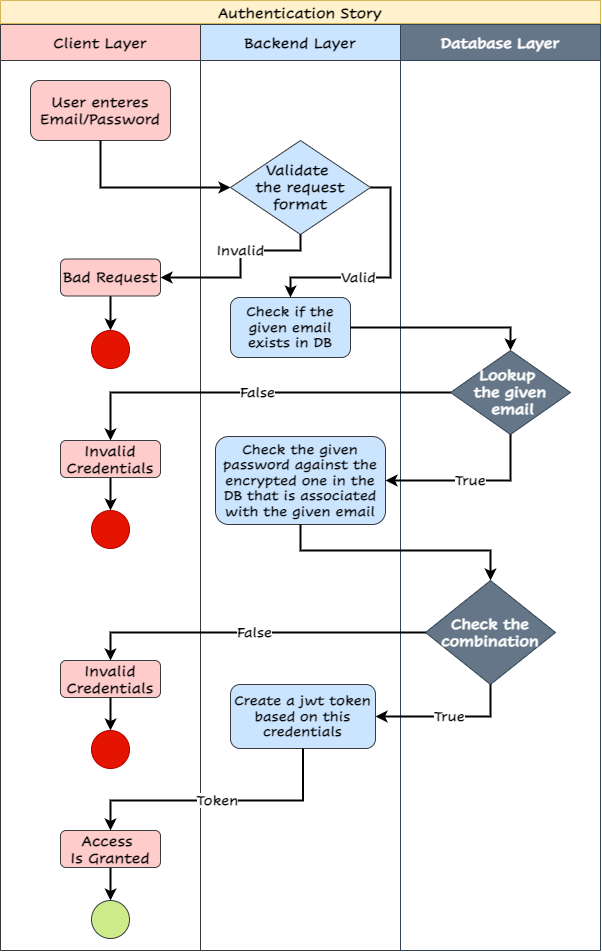 Authentication Story
Client Layer
Backend Layer
Database Layer
User enteres
Email/Password
Validate
the request
format
Invalid
Bad Request
Valid
Check if the
given email
exists in DB
Lookup
the given
email
False
Invalid
Credentials
Check the given
password against the
encrypted one in the
DB that is associated
with the given email
True
Check the
combination
False
Invalid
Credentials
Create a jwt token
based on this
credentials
True
Token
Access
Is Granted